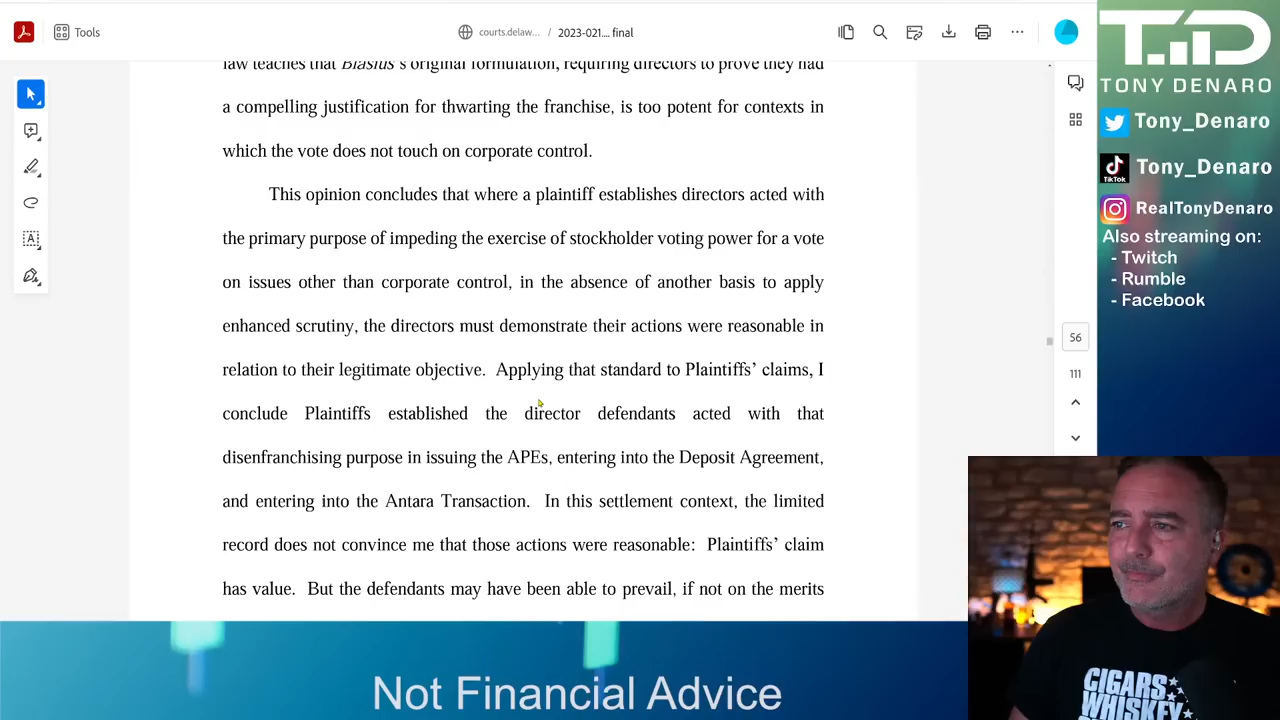 Tools
courts.delaw... / 2023-021.... final
law teaches that Blasius's original formulation, requiring directors to prove they had
a compelling justification for thwarting the franchise, is too potent for contexts in
which the vote does not touch on corporate control.
This opinion concludes that where a plaintiff establishes directors acted with
the primary purpose of impeding the exercise of stockholder voting power for a vote
on issues other than corporate control, in the absence of another basis to apply
enhanced scrutiny, the directors must demonstrate their actions were reasonable in
relation to their legitimate objective. Applying that standard to Plaintiffs' claims, I
conclude Plaintiffs established the director defendants acted with that
disenfranchising purpose in issuing the APEs, entering into the Deposit Agreement,
and entering into the Antara Transaction. In this settlement context, the limited
record does not convince me that those actions were reasonable: Plaintiffs' claim
has value. But the defendants may have been able to prevail, if not on the merits
56
111
TD
TONY DENARO
Tony_Denaro
TikTok
Tony_Denaro
RealTonyDenaro
Also streaming on:
- Twitch
- Rumble
- Facebook
CIGARS
WHISKEY
Not Financial Advice